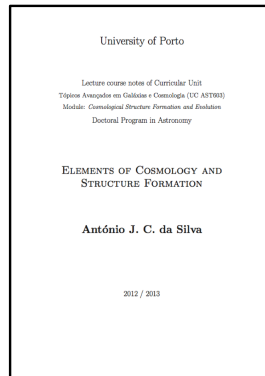 University of Porto
Lecture course notes of Curricular Unit
Tópicos Avançados em Galáxias e Cosmologia (UC AST603)
Module: Cosmological Structure Formation and Evolution
Doctoral Program in Astronomy
ELEMENTS OF COSMOLOGY AND
STRUCTURE FORMATION
António J. C. da Silva
2012 / 2013